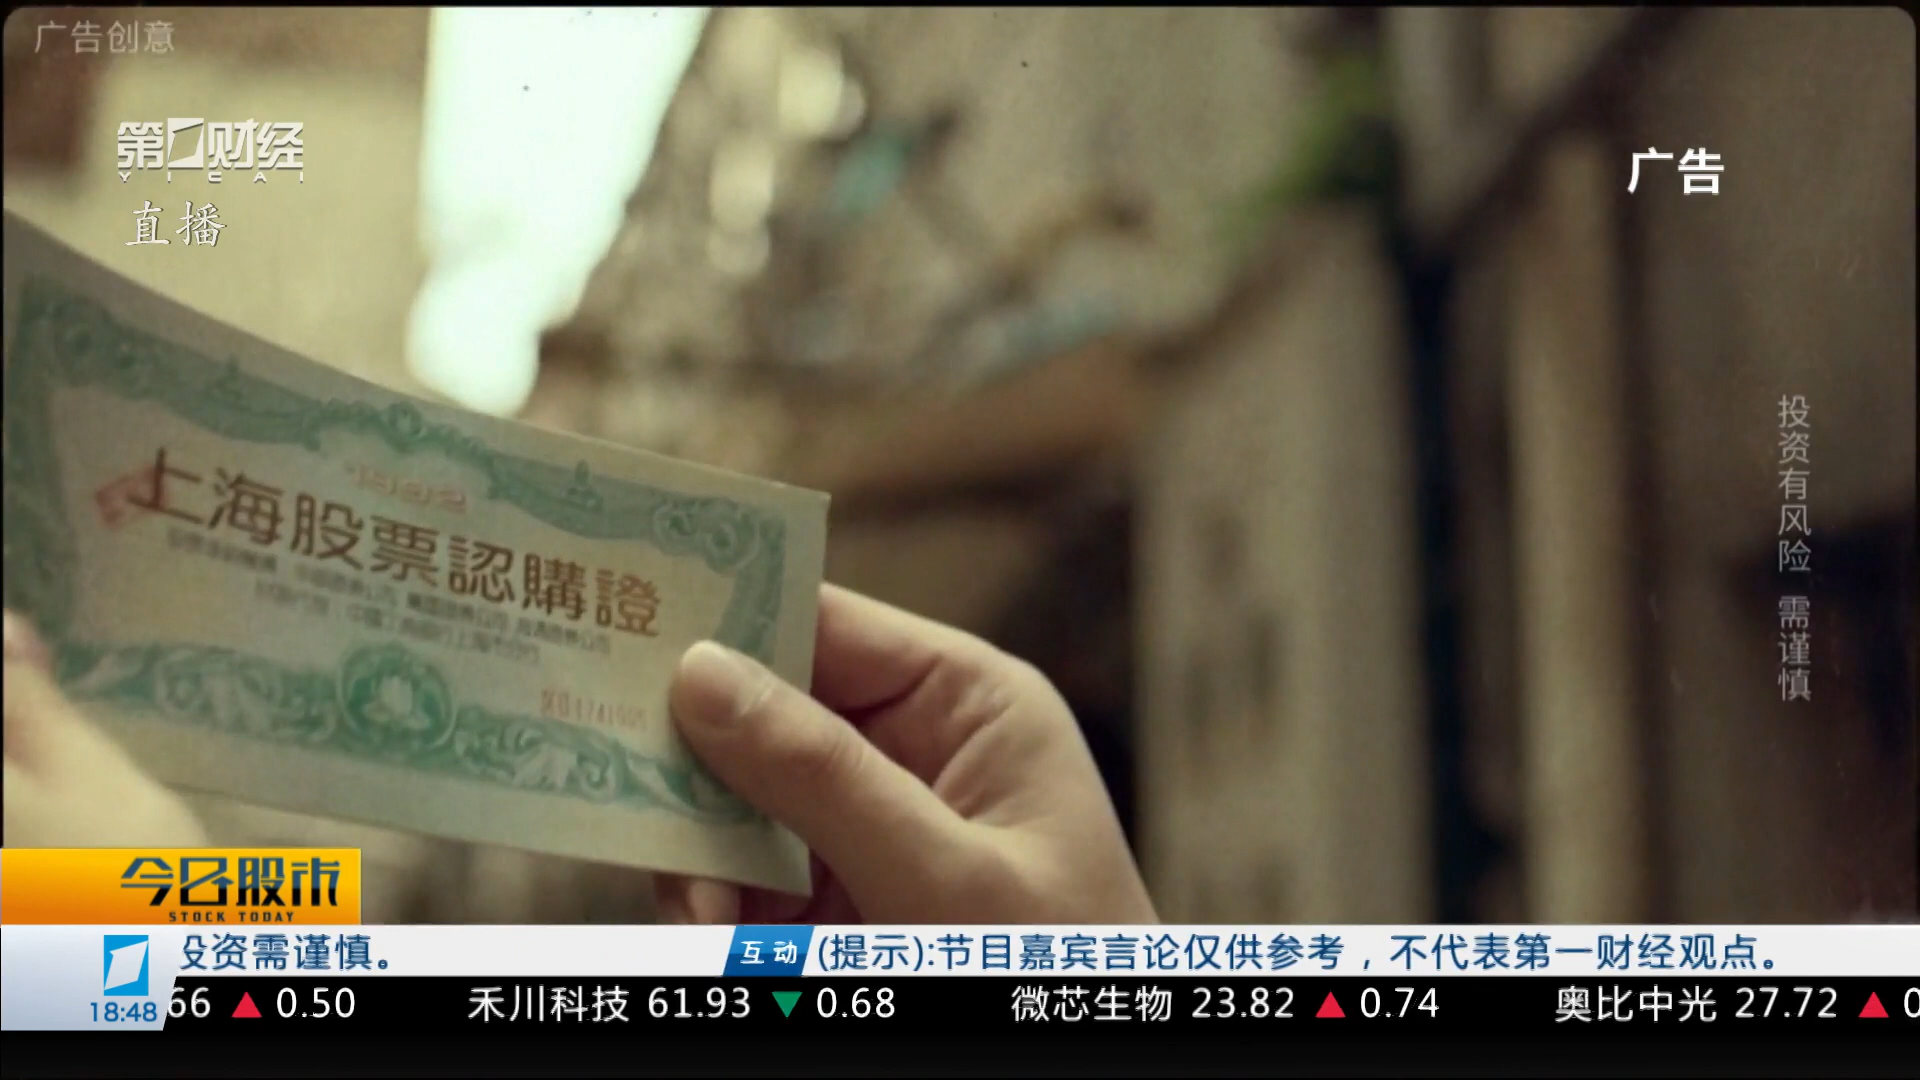 广告创意
第一财经
YICAI
直播
广告
投资有风险 需谨慎
1992
上海股票認購證
今日股市
STOCK TODAY
投资需谨慎。
互动 (提示):节目嘉宾言论仅供参考，不代表第一财经观点。
18:48
66 ▲ 0.50 禾川科技 61.93 ▼ 0.68 微芯生物 23.82 ▲ 0.74 奥比中光 27.72 ▲ 0